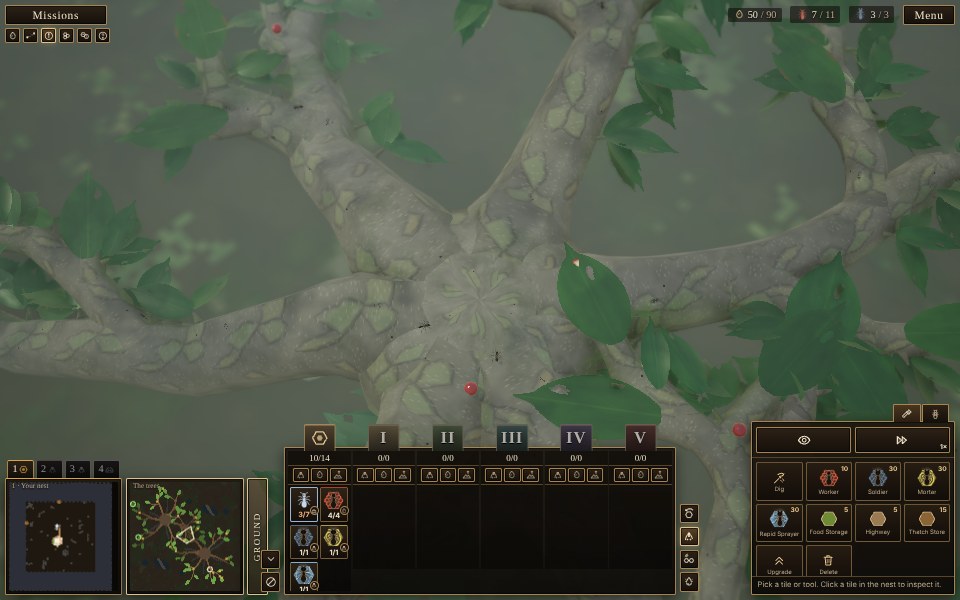 Missions
50 / 90
7 / 11
3 / 3
Menu
1
2
3
4
1 - Your nest
The trees
GROUND
I
II
III
IV
V
10/14
0/0
0/0
0/0
0/0
0/0
3/7
4/4
1/1
1/1
1/1
1×
Dig
10
Worker
30
Soldier
30
Mortar
30
Rapid Sprayer
5
Food Storage
5
Highway
15
Thatch Store
Upgrade
Delete
Pick a tile or tool. Click a tile in the nest to inspect it.